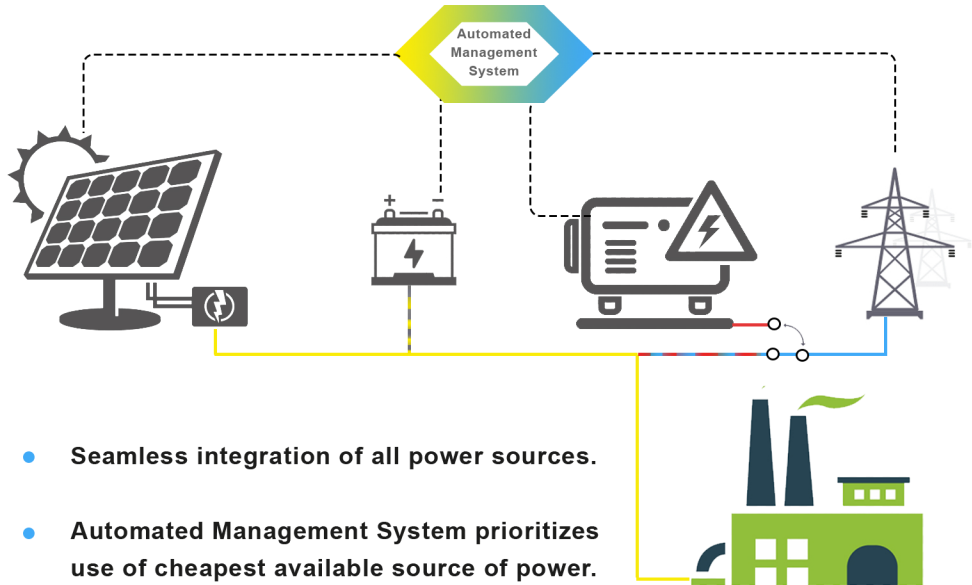 Automated
Management
System
+ −
Seamless integration of all power sources.
Automated Management System prioritizes
use of cheapest available source of power.